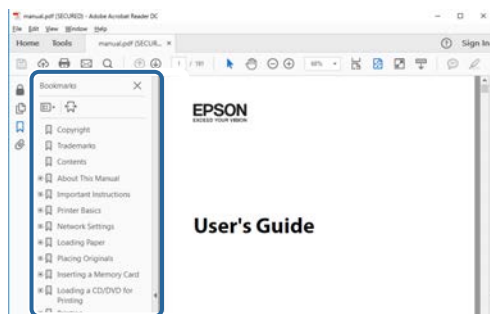 manual.pdf (SECURED) - Adobe Acrobat Reader DC
File Edit View Window Help
Home Tools manual.pdf (SECUR... ×
Sign In
1 / 191
Bookmarks
Copyright
Trademarks
Contents
About This Manual
Important Instructions
Printer Basics
Network Settings
Loading Paper
Placing Originals
Inserting a Memory Card
Loading a CD/DVD for
Printing
EPSON
EXCEED YOUR VISION
User's Guide